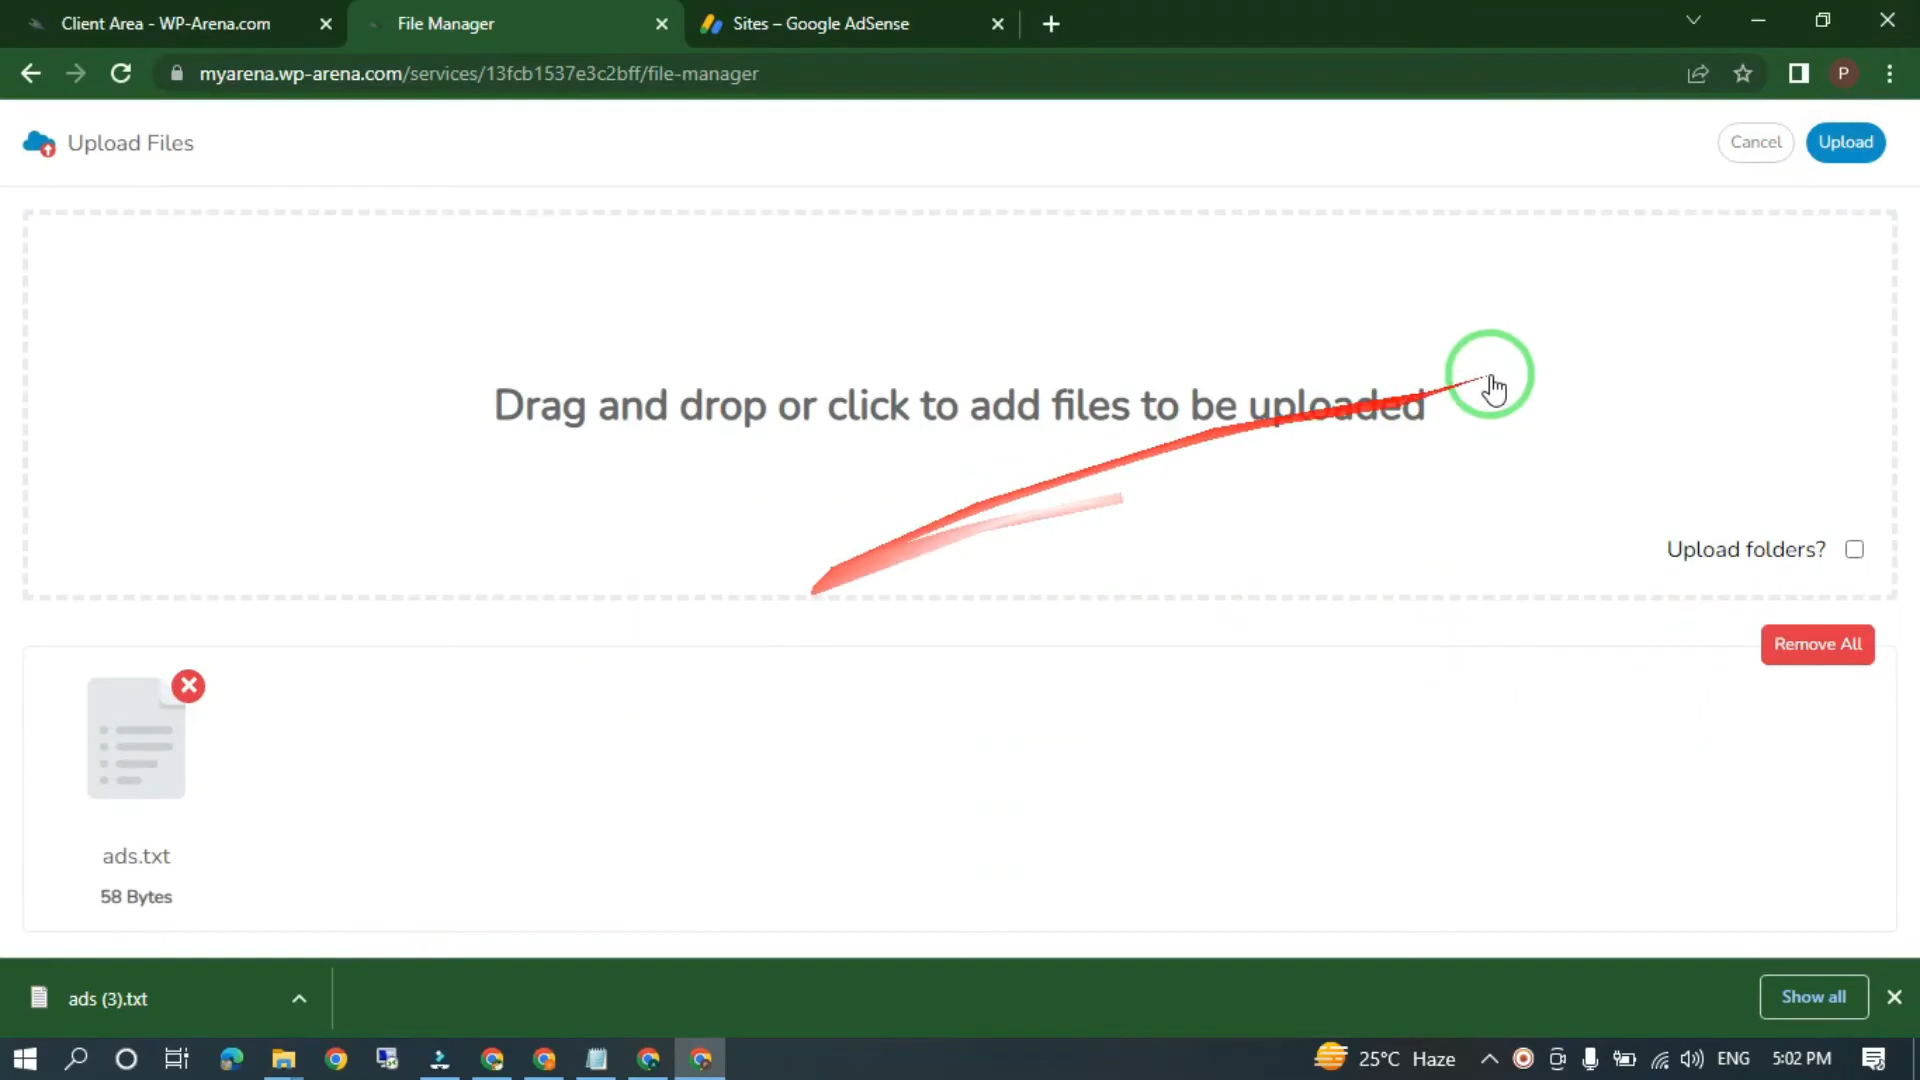 Client Area - WP-Arena.com
File Manager
Sites – Google AdSense
myarena.wp-arena.com/services/13fcb1537e3c2bff/file-manager
P
Upload Files
Cancel
Upload
Drag and drop or click to add files to be uploaded
Upload folders?
Remove All
ads.txt
58 Bytes
ads (3).txt
Show all
25°C Haze
ENG
5:02 PM